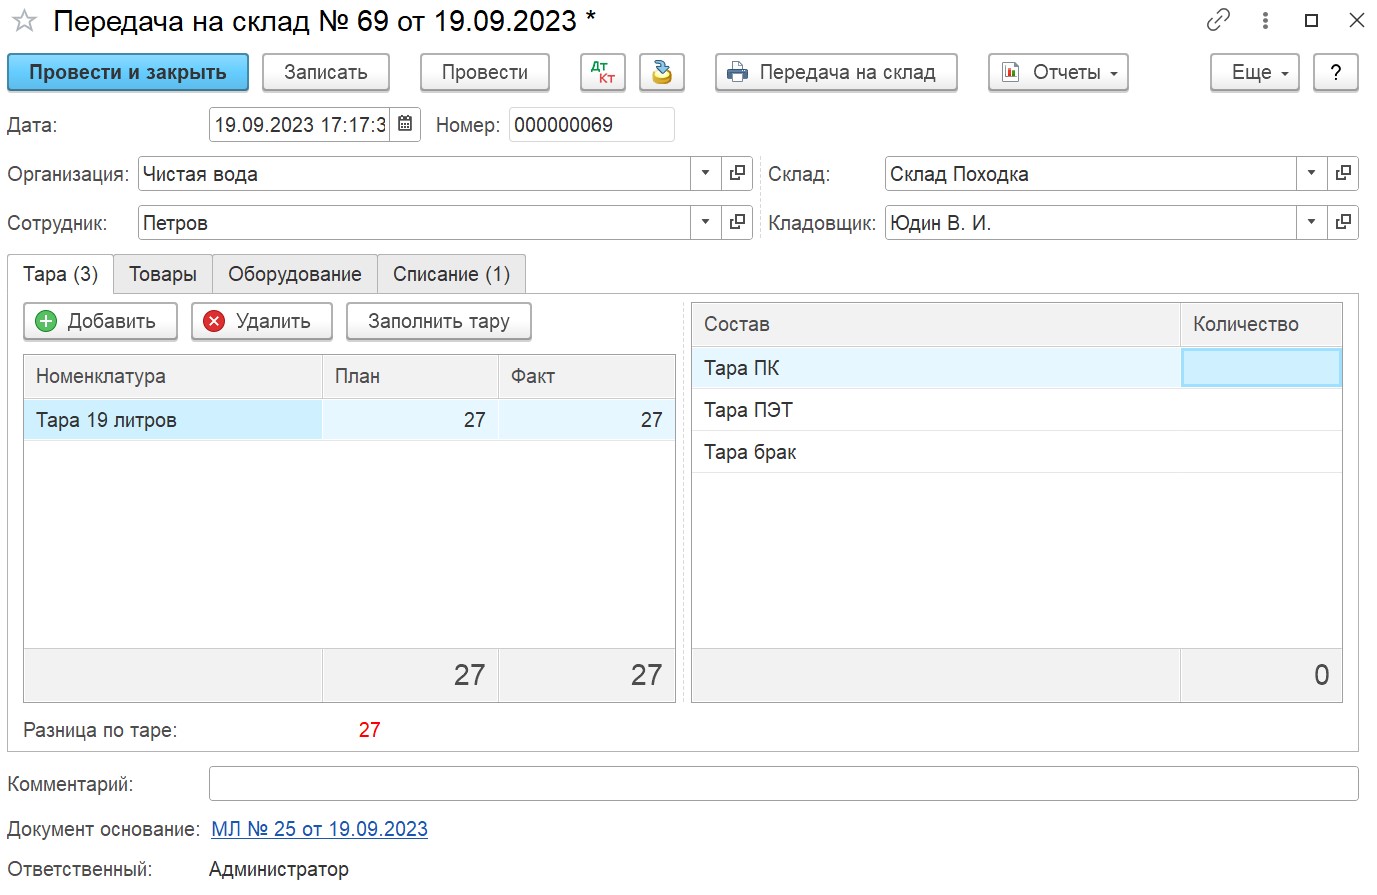 Передача на склад № 69 от 19.09.2023 *
Провести и закрыть Записать Провести Дт Кт Передача на склад Отчеты Еще ?
Дата: 19.09.2023 17:17:3 Номер: 000000069
Организация: Чистая вода Склад: Склад Походка
Сотрудник: Петров Кладовщик: Юдин В. И.
Тара (3) Товары Оборудование Списание (1)
Добавить Удалить Заполнить тару
Состав Количество
Номенклатура План Факт
Тара ПК
Тара 19 литров 27 27
Тара ПЭТ
Тара брак
27 27 0
Разница по таре: 27
Комментарий:
Документ основание: МЛ № 25 от 19.09.2023
Ответственный: Администратор